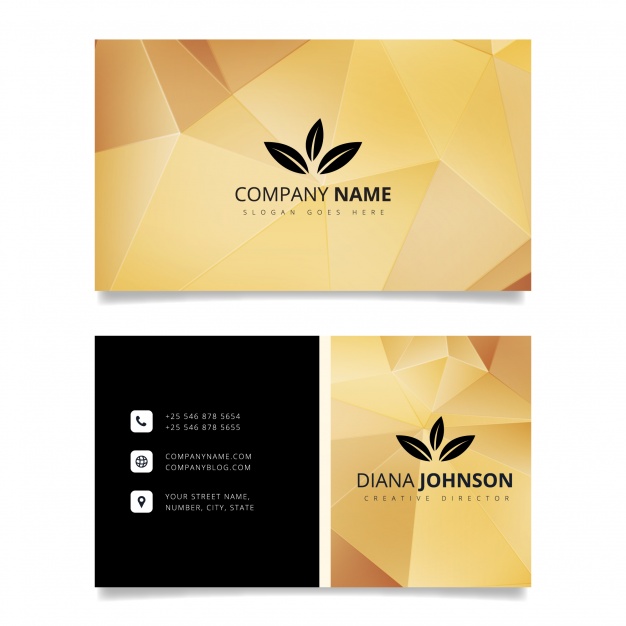 COMPANY NAME
SLOGAN GOES HERE
+25 546 878 5654
+25 546 878 5655
COMPANYNAME.COM
COMPANYBLOG.COM
YOUR STREET NAME,
NUMBER, CITY, STATE
DIANA JOHNSON
CREATIVE DIRECTOR